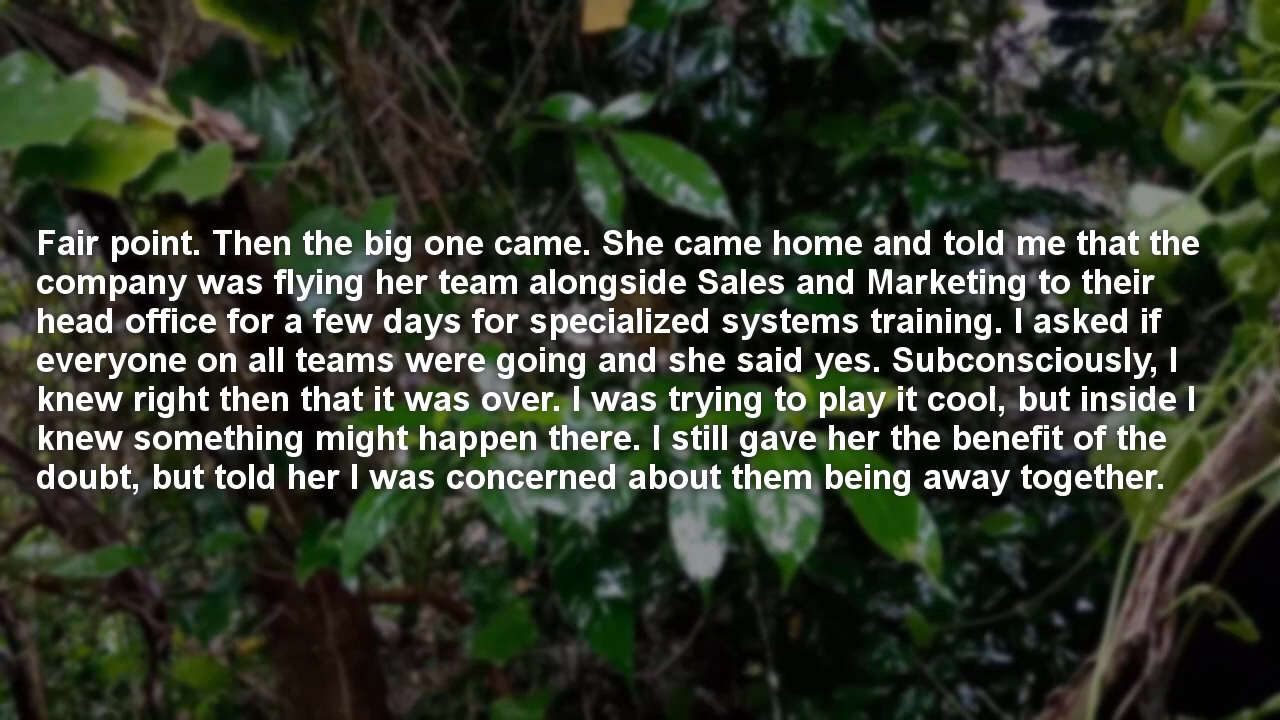 Fair point. Then the big one came. She came home and told me that the
company was flying her team alongside Sales and Marketing to their
head office for a few days for specialized systems training. I asked if
everyone on all teams were going and she said yes. Subconsciously, I
knew right then that it was over. I was trying to play it cool, but inside I
knew something might happen there. I still gave her the benefit of the
doubt, but told her I was concerned about them being away together.